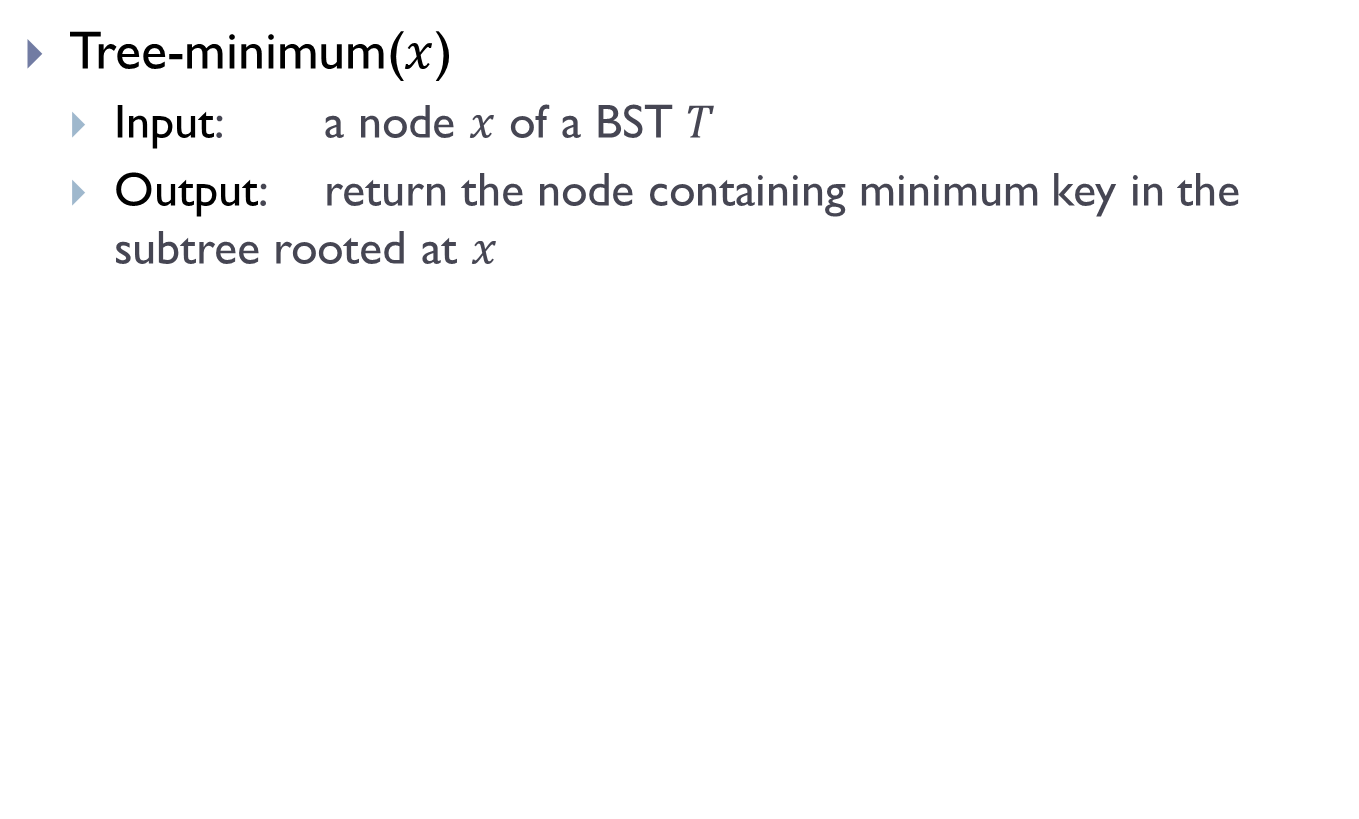 Tree-minimum(x)
Input: a node x of a BST T
Output: return the node containing minimum key in the
subtree rooted at x